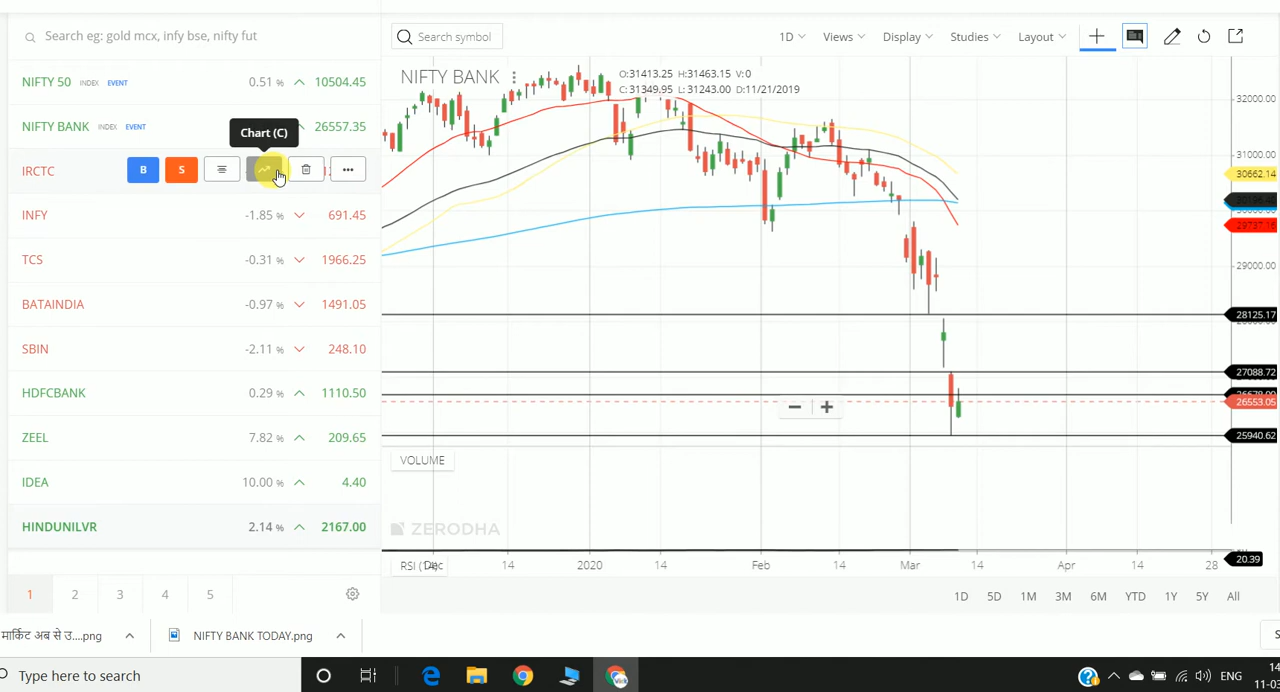 Search eg: gold mcx, infy bse, nifty fut
NIFTY 50 INDEX EVENT 0.51 % 10504.45
NIFTY BANK INDEX EVENT 26557.35
Chart (C)
IRCTC B S
INFY -1.85 % 691.45
TCS -0.31 % 1966.25
BATAINDIA -0.97 % 1491.05
SBIN -2.11 % 248.10
HDFCBANK 0.29 % 1110.50
ZEEL 7.82 % 209.65
IDEA 10.00 % 4.40
HINDUNILVR 2.14 % 2167.00
1 2 3 4 5
Search symbol 1D Views Display Studies Layout
NIFTY BANK O:31413.25 H:31463.15 V:0
C:31349.95 L:31243.00 D:11/21/2019
32000.00
31000.00
30662.14
29737.16
29000.00
28125.17
27088.72
26553.05
25940.62
VOLUME
ZERODHA
20.39
RSI (14)
Dec 14 2020 14 Feb 14 Mar 14 Apr 14 28
1D 5D 1M 3M 6M YTD 1Y 5Y All
मार्किट अब से उ....png NIFTY BANK TODAY.png
Type here to search ENG